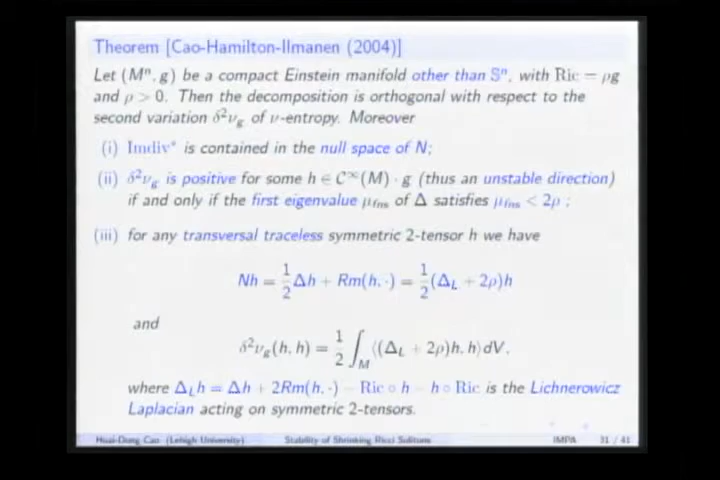 Theorem [Cao-Hamilton-Ilmanen (2004)]
Let (Mⁿ, g) be a compact Einstein manifold other than 𝕊ⁿ, with Ric = ρg
and ρ > 0. Then the decomposition is orthogonal with respect to the
second variation δ²ν_g of ν-entropy. Moreover
(i) Imdiv* is contained in the null space of N;
(ii) δ²ν_g is positive for some h ∈ C^∞(M) · g (thus an unstable direction)
if and only if the first eigenvalue μ_fns of Δ satisfies μ_fns < 2ρ ;
(iii) for any transversal traceless symmetric 2-tensor h we have
Nh = 1/2 Δh + Rm(h, ·) = 1/2 (Δ_L + 2ρ)h
and
δ²ν_g(h, h) = 1/2 ∫_M ⟨(Δ_L + 2ρ)h, h⟩dV,
where Δ_L h = Δh + 2Rm(h, ·) − Ric ∘ h − h ∘ Ric is the Lichnerowicz
Laplacian acting on symmetric 2-tensors.
Huai-Dong Cao (Lehigh University) Stability of Shrinking Ricci Solitons IMPA 31 / 41